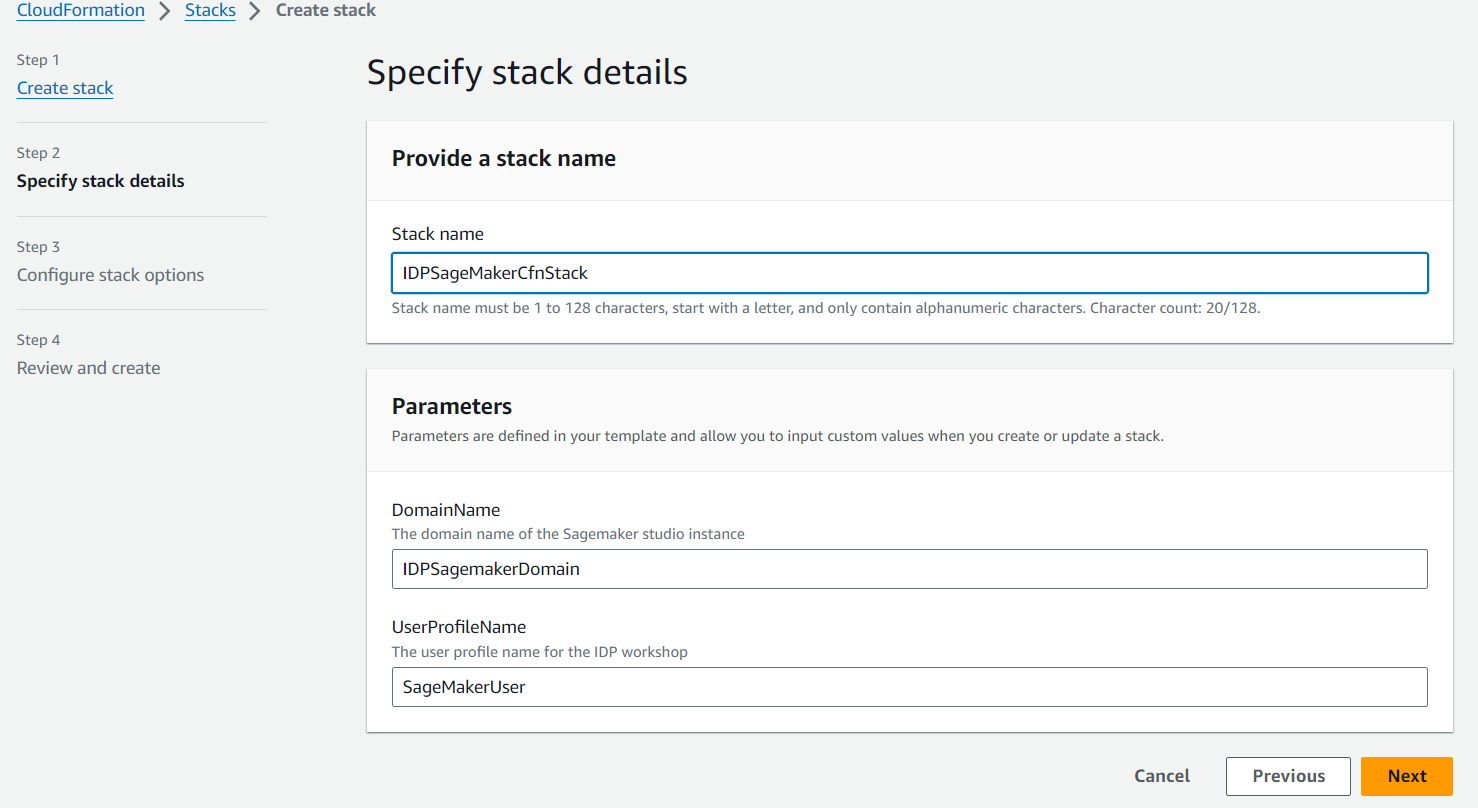 CloudFormation > Stacks > Create stack
Step 1
Create stack
Step 2
Specify stack details
Step 3
Configure stack options
Step 4
Review and create
Specify stack details
Provide a stack name
Stack name
IDPSageMakerCfnStack
Stack name must be 1 to 128 characters, start with a letter, and only contain alphanumeric characters. Character count: 20/128.
Parameters
Parameters are defined in your template and allow you to input custom values when you create or update a stack.
DomainName
The domain name of the Sagemaker studio instance
IDPSagemakerDomain
UserProfileName
The user profile name for the IDP workshop
SageMakerUser
Cancel Previous Next